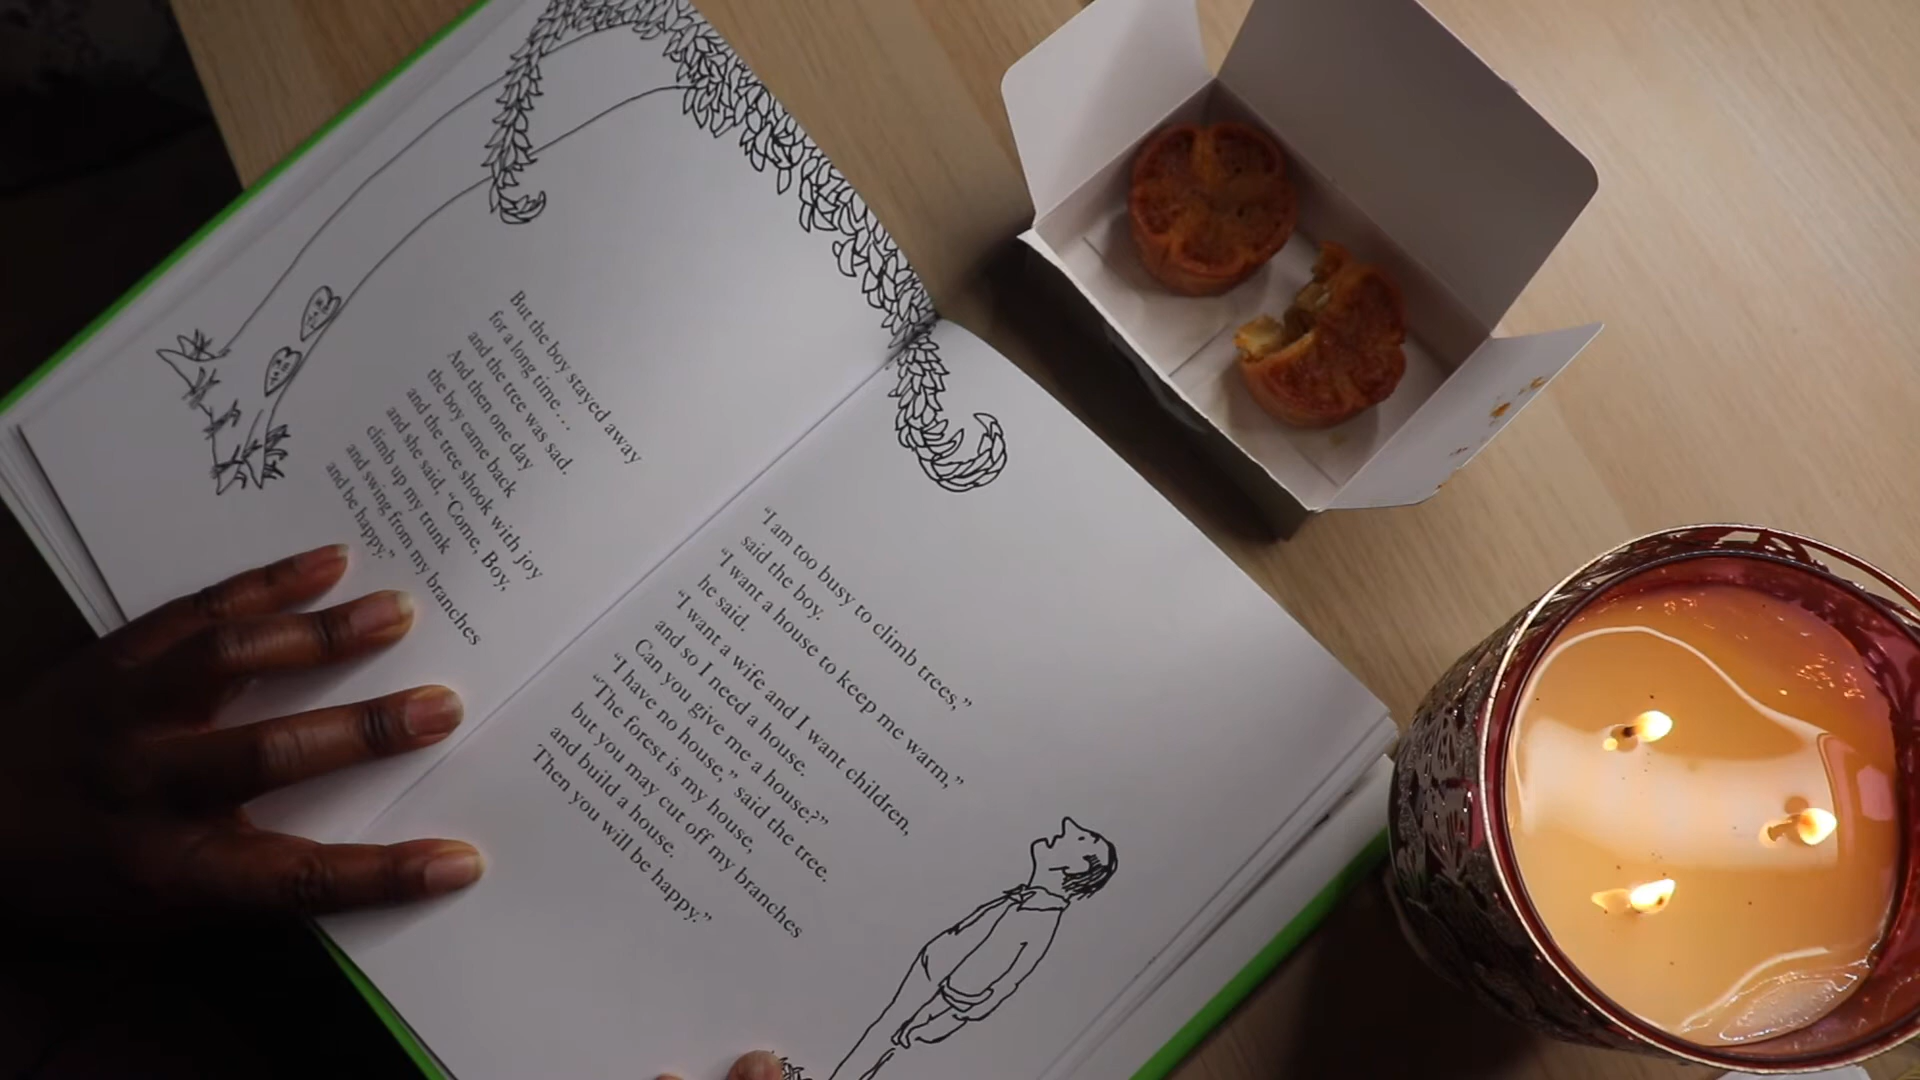 But the boy stayed away
for a long time...
and the tree was sad.
And then one day
the boy came back
and the tree shook with joy
and she said, “Come, Boy,
climb up my trunk
and swing from my branches
and be happy.”
“I am too busy to climb trees,”
said the boy.
“I want a house to keep me warm,”
he said.
“I want a wife and I want children,
and so I need a house.
Can you give me a house?”
“I have no house,” said the tree.
“The forest is my house,
but you may cut off my branches
and build a house.
Then you will be happy.”